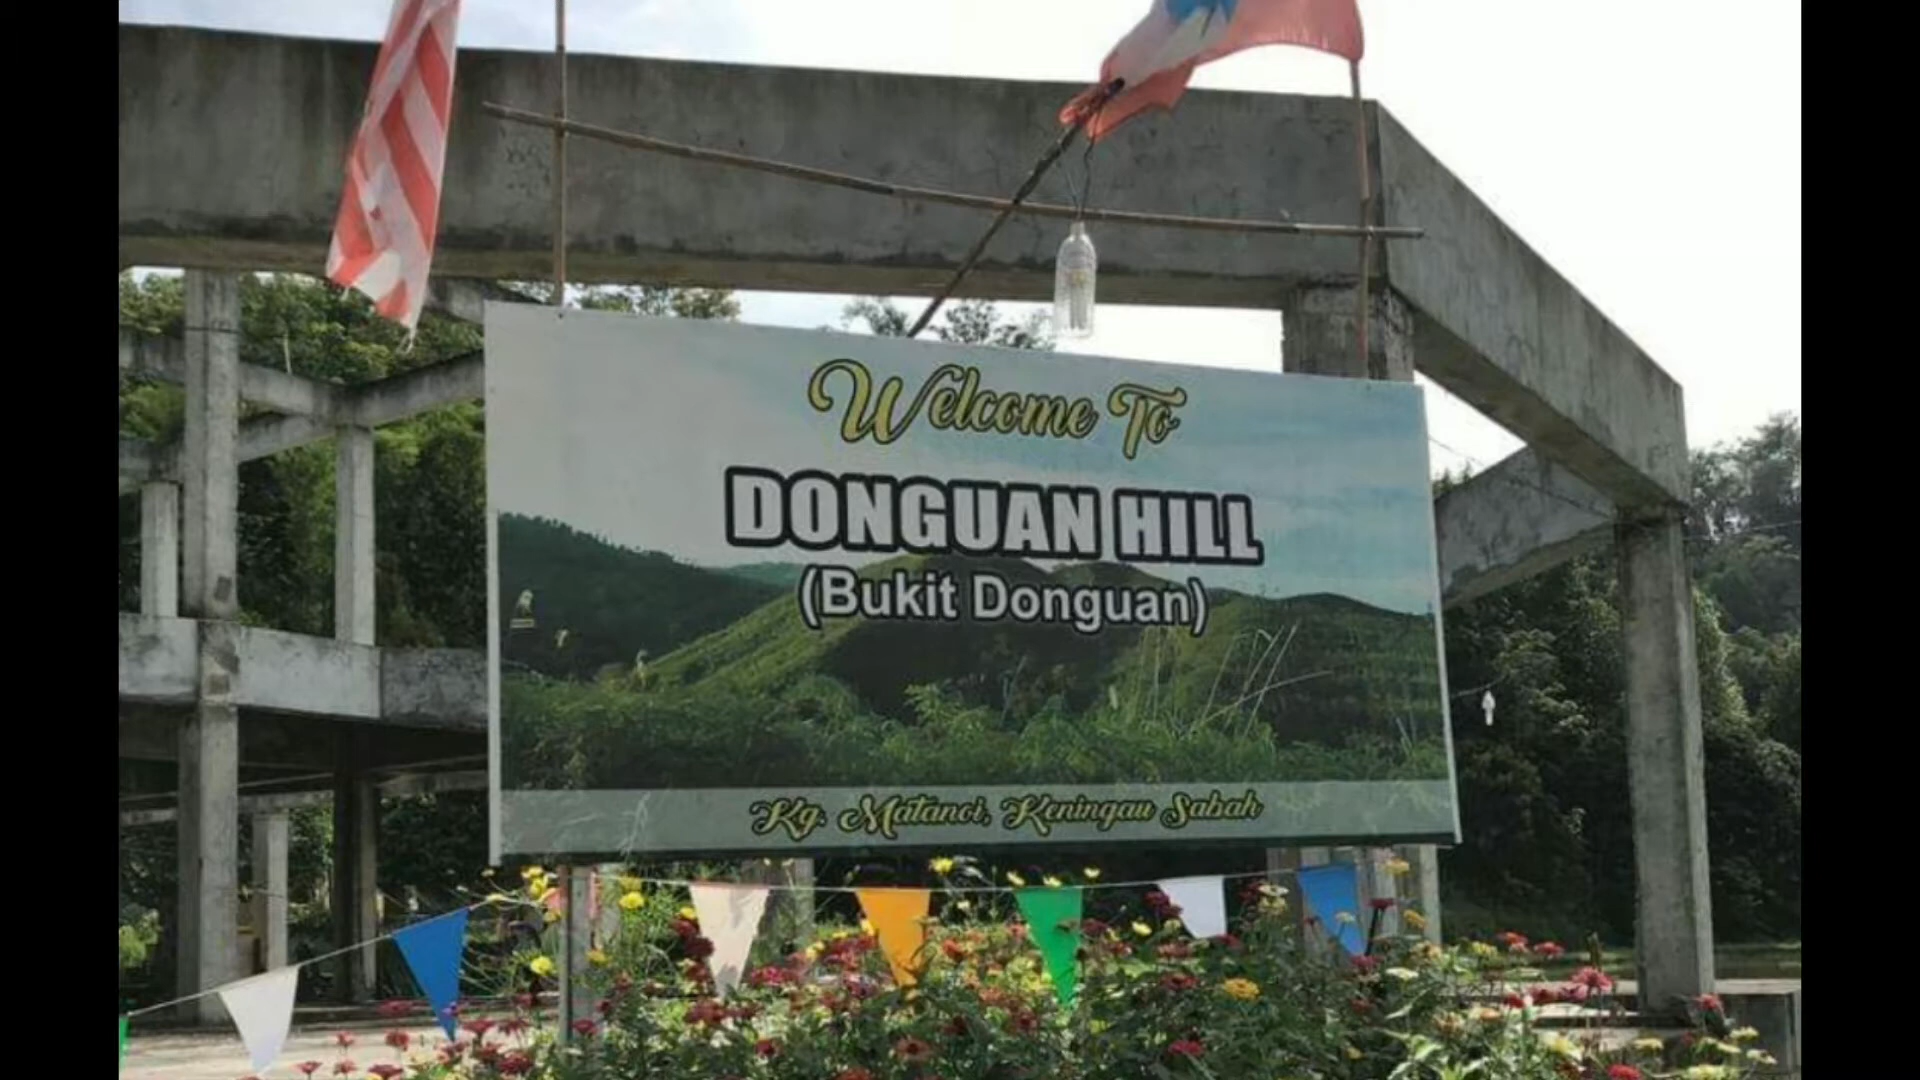 Welcome To
DONGUAN HILL
(Bukit Donguan)
Kg. Matanoi, Keningau Sabah